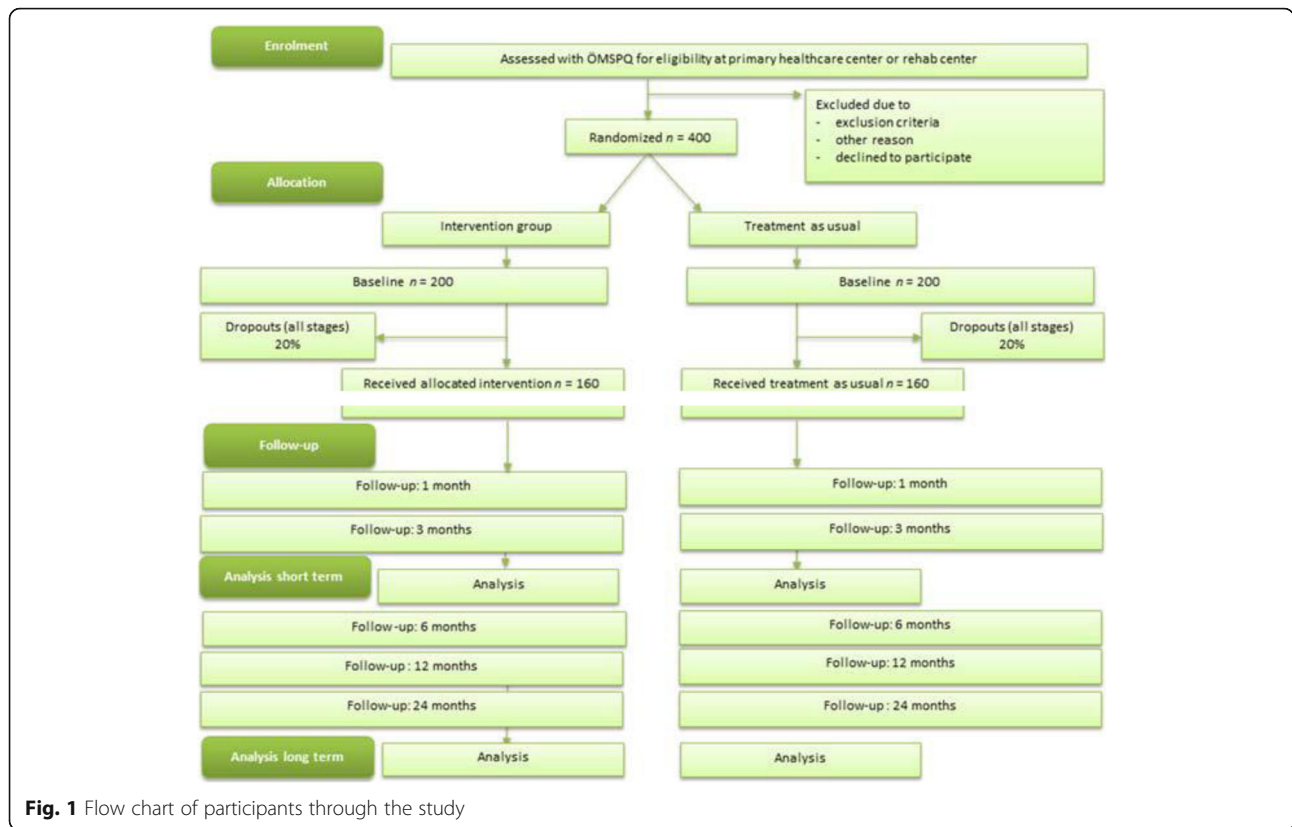 Enrolment
Assessed with ÖMSPQ for eligibility at primary healthcare center or rehab center
Excluded due to
- exclusion criteria
- other reason
- declined to participate
Randomized n = 400
Allocation
Intervention group
Treatment as usual
Baseline n = 200
Baseline n = 200
Dropouts (all stages)
20%
Dropouts (all stages)
20%
Received allocated intervention n = 160
Received treatment as usual n = 160
Follow-up
Follow-up: 1 month
Follow-up: 1 month
Follow-up: 3 months
Follow-up: 3 months
Analysis short term
Analysis
Analysis
Follow-up: 6 months
Follow-up: 6 months
Follow-up : 12 months
Follow-up: 12 months
Follow-up: 24 months
Follow-up : 24 months
Analysis long term
Analysis
Analysis
Fig. 1 Flow chart of participants through the study